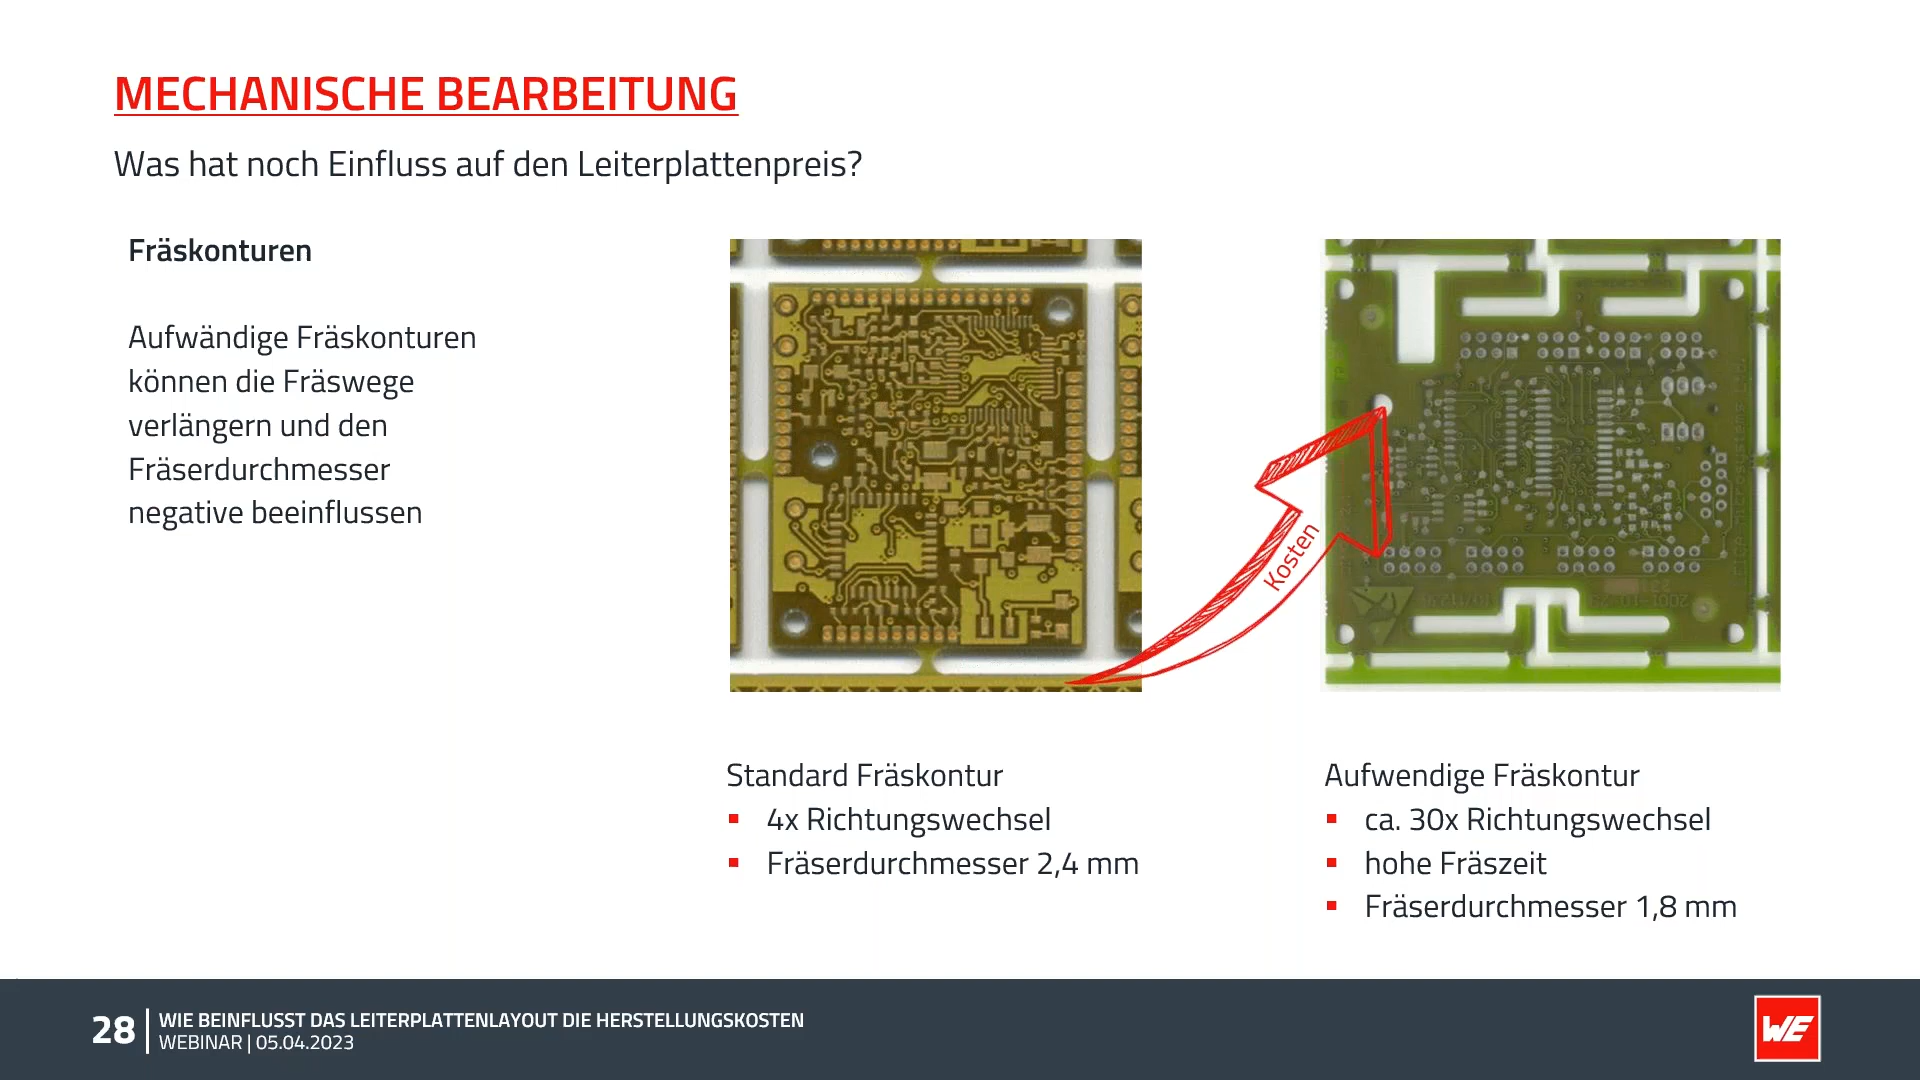 MECHANISCHE BEARBEITUNG
Was hat noch Einfluss auf den Leiterplattenpreis?
Fräskonturen
Aufwändige Fräskonturen
können die Fräswege
verlängern und den
Fräserdurchmesser
negative beeinflussen
Kosten
Standard Fräskontur
▪ 4x Richtungswechsel
▪ Fräserdurchmesser 2,4 mm
Aufwendige Fräskontur
▪ ca. 30x Richtungswechsel
▪ hohe Fräszeit
▪ Fräserdurchmesser 1,8 mm
28
WIE BEINFLUSST DAS LEITERPLATTENLAYOUT DIE HERSTELLUNGSKOSTEN
WEBINAR | 05.04.2023
WE